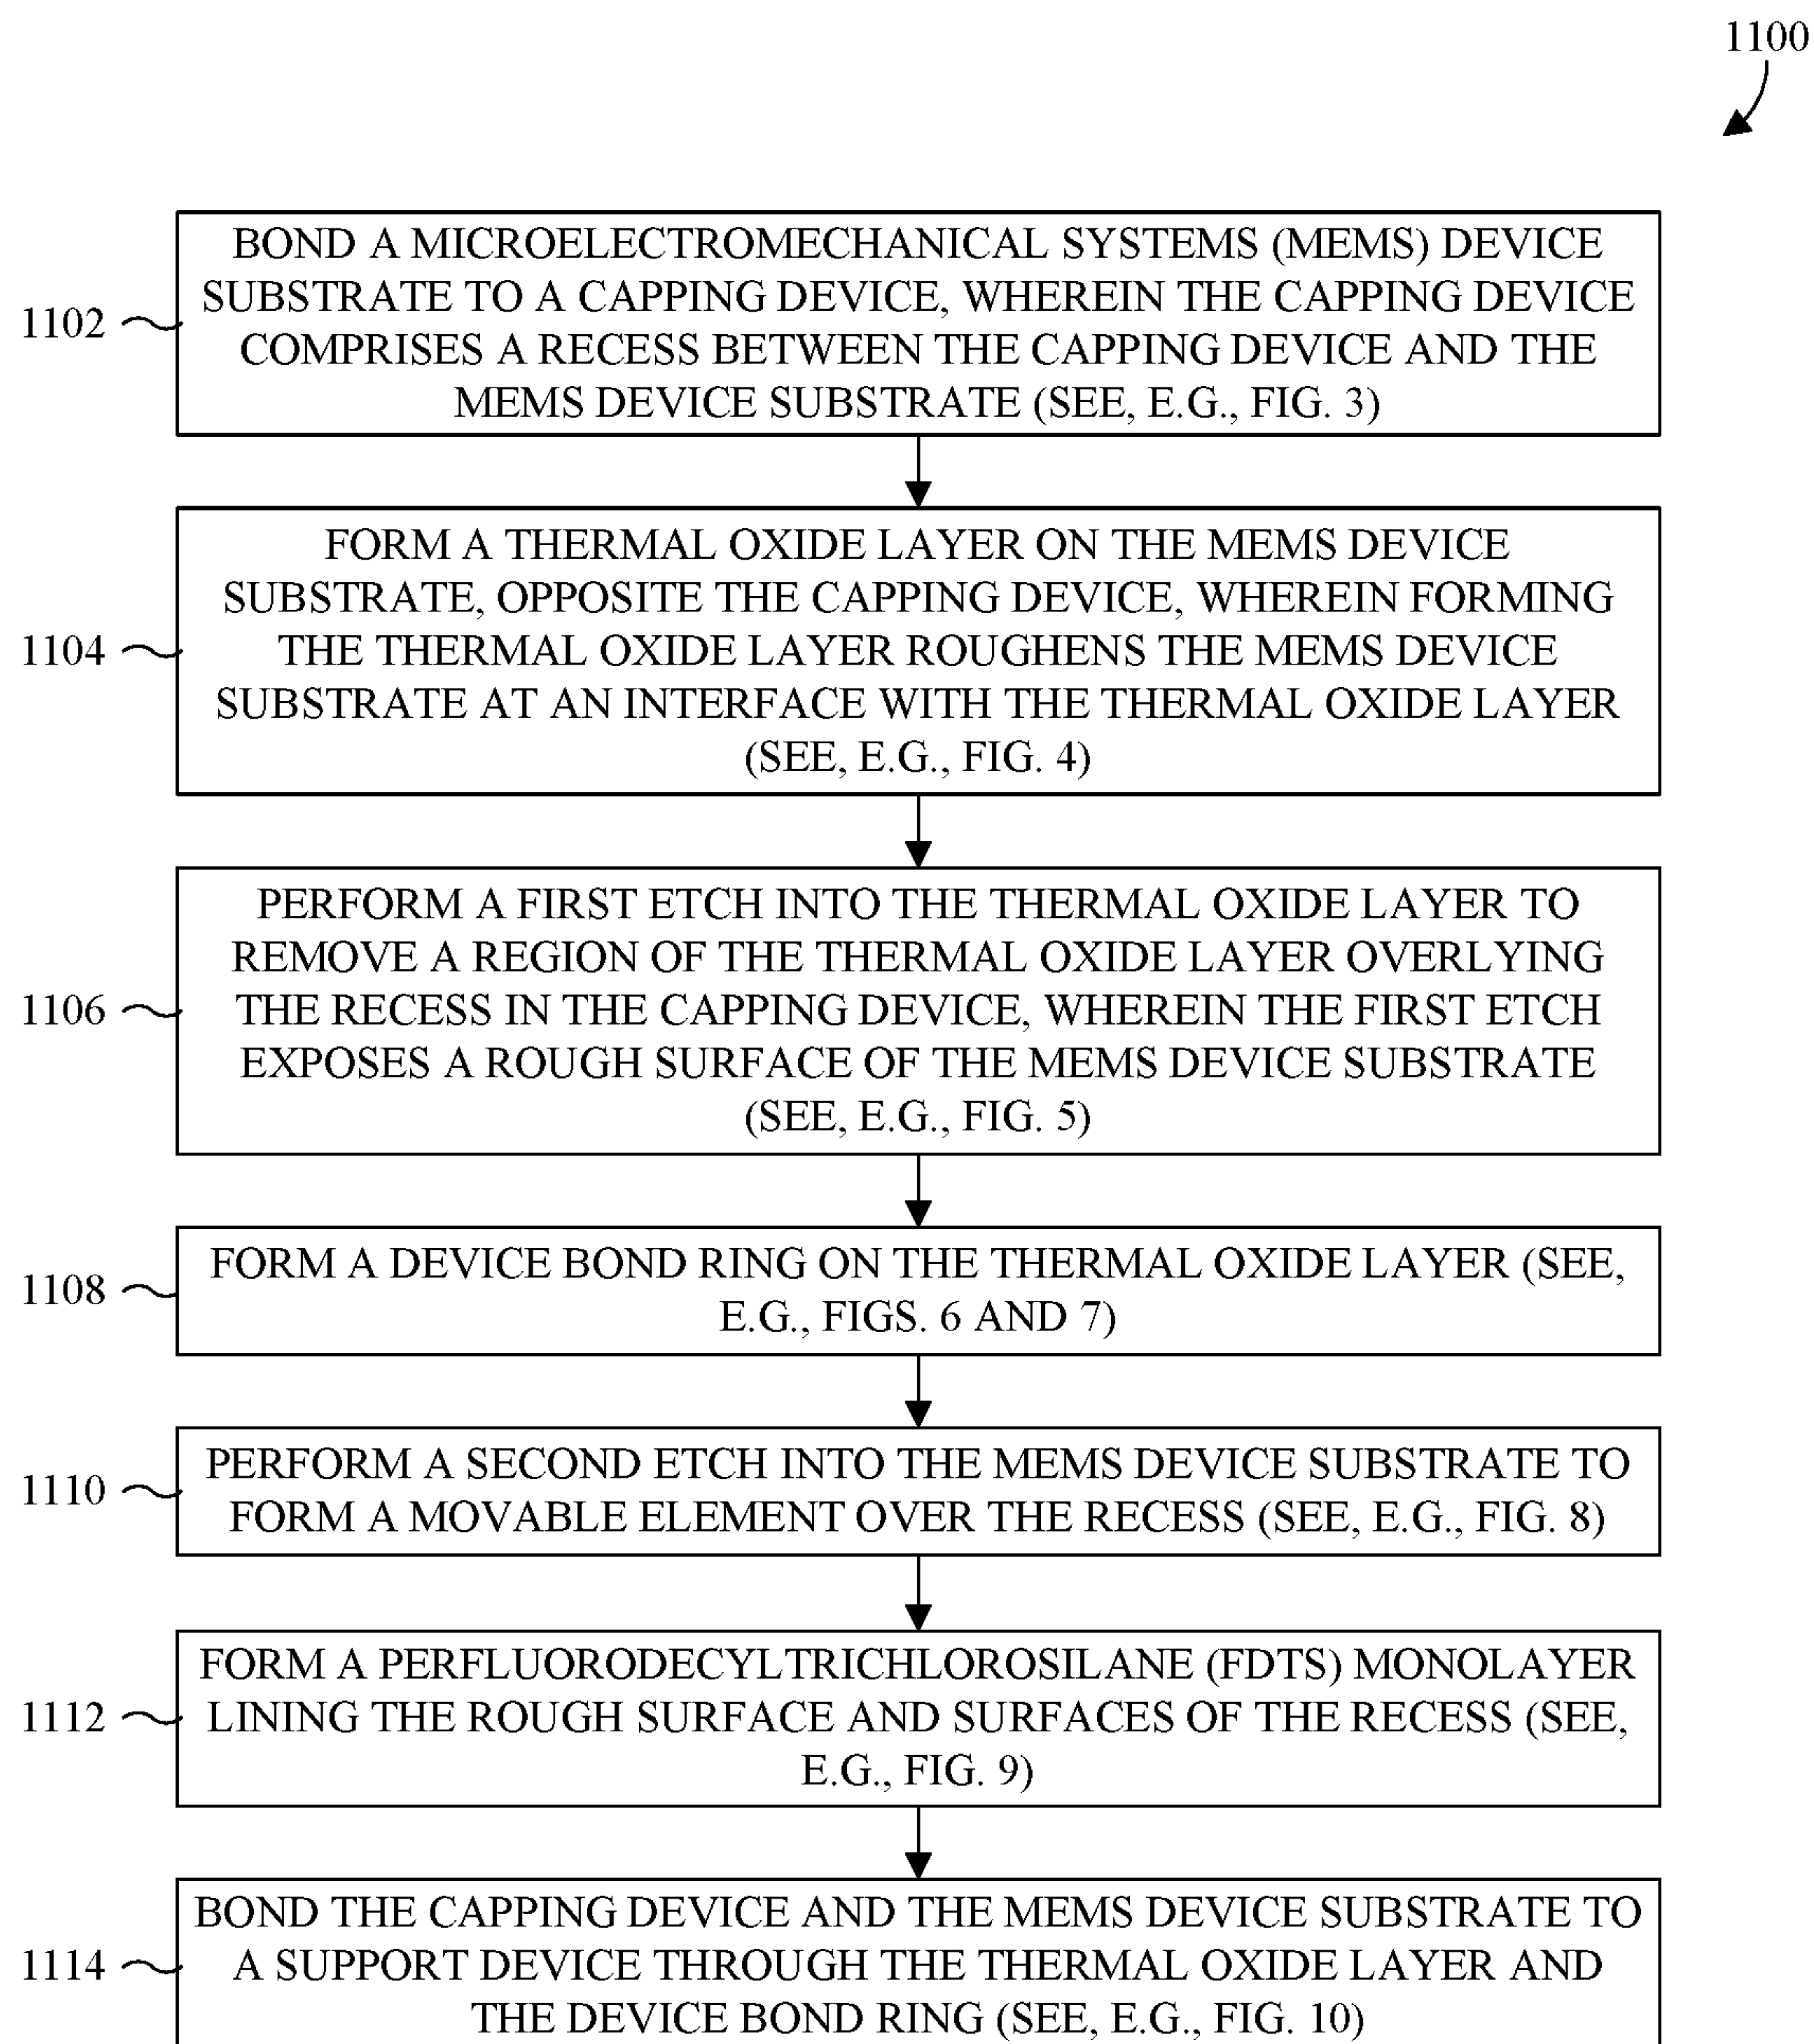 1100
BOND A MICROELECTROMECHANICAL SYSTEMS (MEMS) DEVICE
SUBSTRATE TO A CAPPING DEVICE, WHEREIN THE CAPPING DEVICE
1102
COMPRISES A RECESS BETWEEN THE CAPPING DEVICE AND THE
MEMS DEVICE SUBSTRATE (SEE, E.G., FIG. 3)
FORM A THERMAL OXIDE LAYER ON THE MEMS DEVICE
SUBSTRATE, OPPOSITE THE CAPPING DEVICE, WHEREIN FORMING
1104
THE THERMAL OXIDE LAYER ROUGHENS THE MEMS DEVICE
SUBSTRATE AT AN INTERFACE WITH THE THERMAL OXIDE LAYER
(SEE, E.G., FIG. 4)
PERFORM A FIRST ETCH INTO THE THERMAL OXIDE LAYER TO
REMOVE A REGION OF THE THERMAL OXIDE LAYER OVERLYING
1106
THE RECESS IN THE CAPPING DEVICE, WHEREIN THE FIRST ETCH
EXPOSES A ROUGH SURFACE OF THE MEMS DEVICE SUBSTRATE
(SEE, E.G., FIG. 5)
1108
FORM A DEVICE BOND RING ON THE THERMAL OXIDE LAYER (SEE,
E.G., FIGS. 6 AND 7)
1110
PERFORM A SECOND ETCH INTO THE MEMS DEVICE SUBSTRATE TO
FORM A MOVABLE ELEMENT OVER THE RECESS (SEE, E.G., FIG. 8)
FORM A PERFLUORODECYLTRICHLOROSILANE (FDTS) MONOLAYER
1112
LINING THE ROUGH SURFACE AND SURFACES OF THE RECESS (SEE,
E.G., FIG. 9)
BOND THE CAPPING DEVICE AND THE MEMS DEVICE SUBSTRATE TO
1114
A SUPPORT DEVICE THROUGH THE THERMAL OXIDE LAYER AND
THE DEVICE BOND RING (SEE, E.G., FIG. 10)